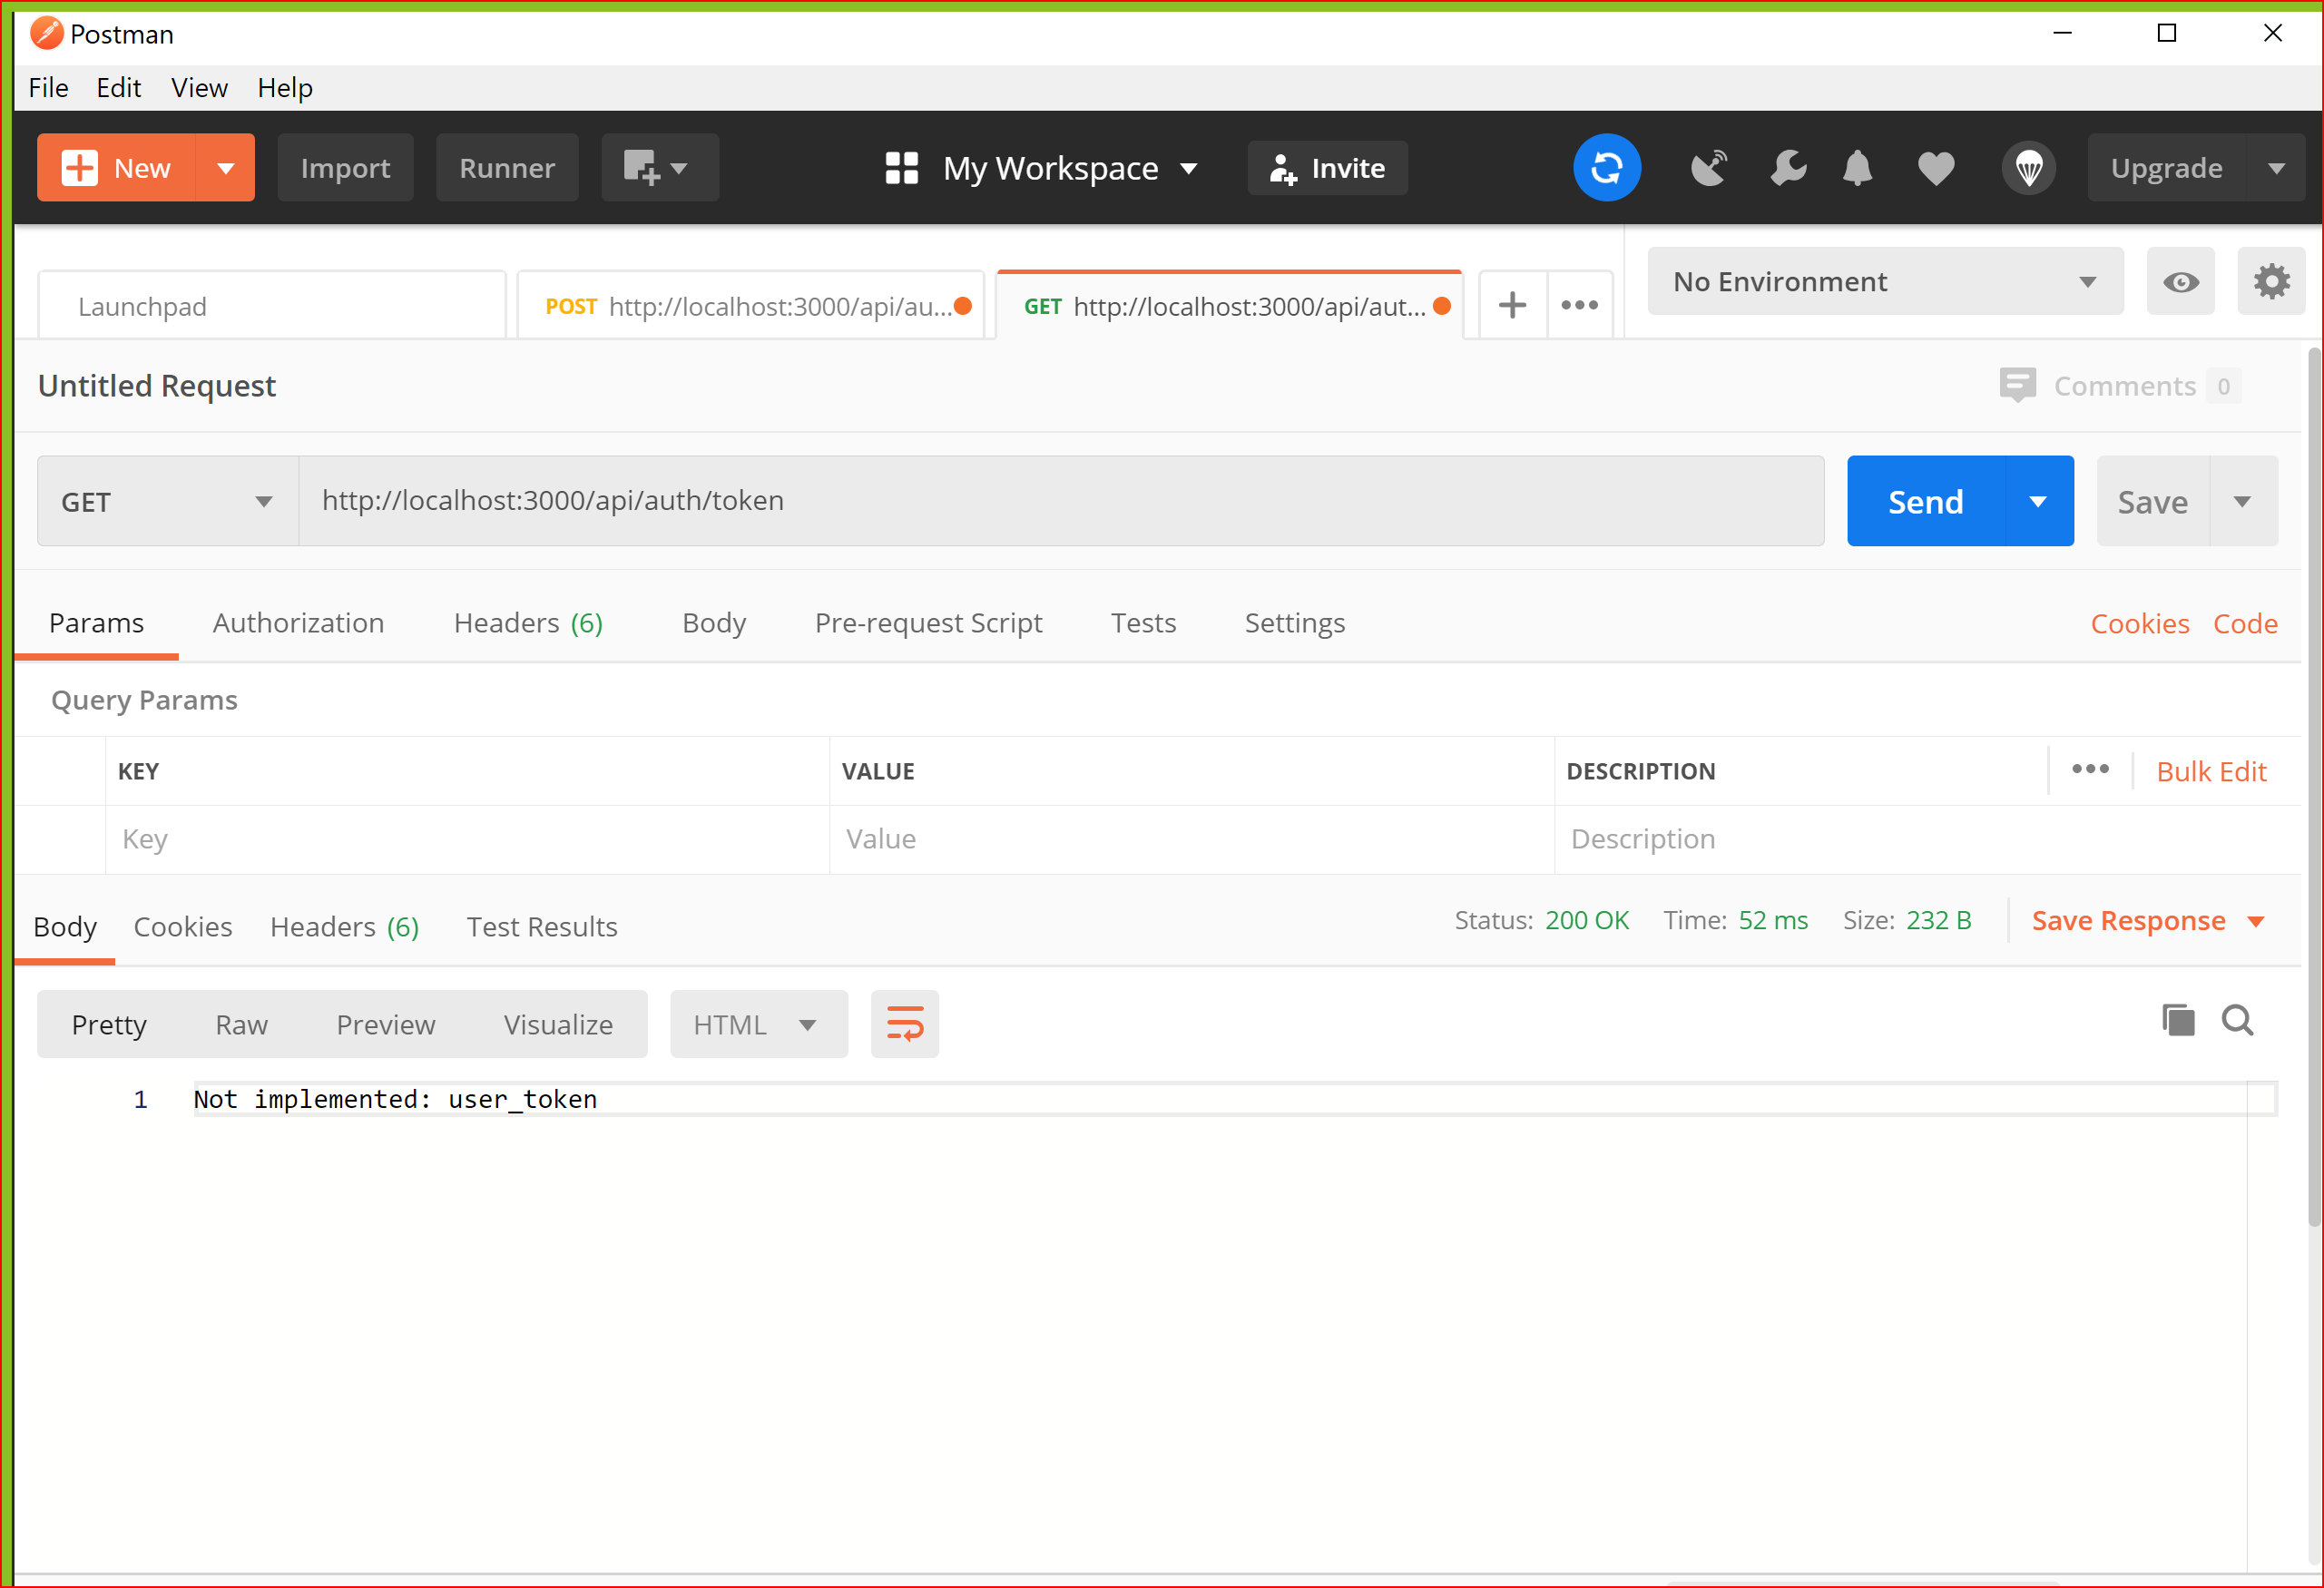 Postman
File Edit View Help
New Import Runner My Workspace Invite Upgrade
Launchpad POST http://localhost:3000/api/au... GET http://localhost:3000/api/aut... No Environment
Untitled Request Comments 0
GET http://localhost:3000/api/auth/token Send Save
Params Authorization Headers (6) Body Pre-request Script Tests Settings Cookies Code
Query Params
KEY VALUE DESCRIPTION Bulk Edit
Key Value Description
Body Cookies Headers (6) Test Results Status: 200 OK Time: 52 ms Size: 232 B Save Response
Pretty Raw Preview Visualize HTML
1 Not implemented: user_token